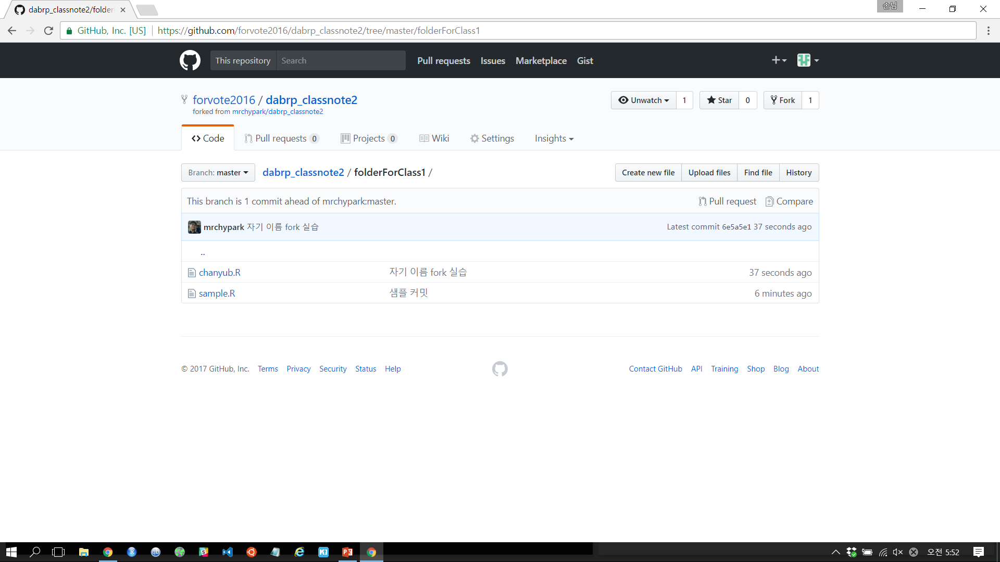 dabrp_classnote2/folder
손님
GitHub, Inc. [US] https://github.com/forvote2016/dabrp_classnote2/tree/master/folderForClass1
This repository Search Pull requests Issues Marketplace Gist
forvote2016 / dabrp_classnote2
Unwatch 1 Star 0 Fork 1
forked from mrchypark/dabrp_classnote2
Code Pull requests 0 Projects 0 Wiki Settings Insights
Branch: master dabrp_classnote2 / folderForClass1 /
Create new file Upload files Find file History
This branch is 1 commit ahead of mrchypark:master. Pull request Compare
mrchypark 자기 이름 fork 실습 Latest commit 6e5a5e1 37 seconds ago
..
chanyub.R 자기 이름 fork 실습 37 seconds ago
sample.R 샘플 커밋 6 minutes ago
© 2017 GitHub, Inc. Terms Privacy Security Status Help
Contact GitHub API Training Shop Blog About
오전 5:52